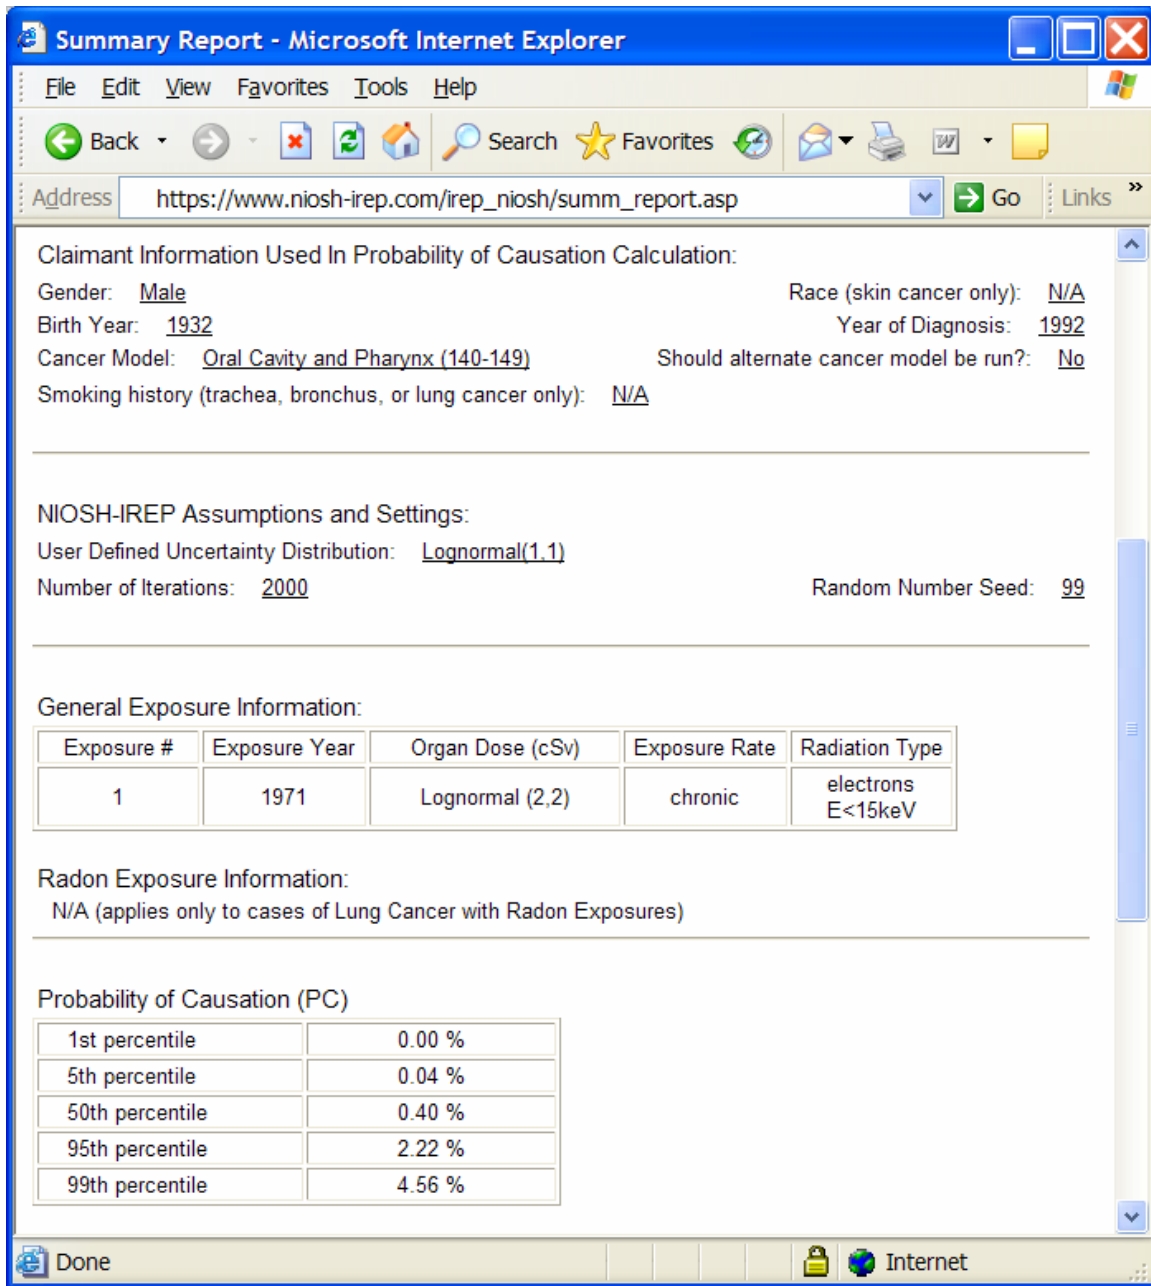 Summary Report - Microsoft Internet Explorer
File Edit View Favorites Tools Help
Back Search Favorites W
Address https://www.niosh-irep.com/irep_niosh/summ_report.asp Go Links »
Claimant Information Used In Probability of Causation Calculation:
Gender: Male Race (skin cancer only): N/A
Birth Year: 1932 Year of Diagnosis: 1992
Cancer Model: Oral Cavity and Pharynx (140-149) Should alternate cancer model be run?: No
Smoking history (trachea, bronchus, or lung cancer only): N/A
NIOSH-IREP Assumptions and Settings:
User Defined Uncertainty Distribution: Lognormal(1,1)
Number of Iterations: 2000 Random Number Seed: 99
General Exposure Information:
Exposure # Exposure Year Organ Dose (cSv) Exposure Rate Radiation Type
1 1971 Lognormal (2,2) chronic electrons
E<15keV
Radon Exposure Information:
N/A (applies only to cases of Lung Cancer with Radon Exposures)
Probability of Causation (PC)
1st percentile 0.00 %
5th percentile 0.04 %
50th percentile 0.40 %
95th percentile 2.22 %
99th percentile 4.56 %
Done Internet